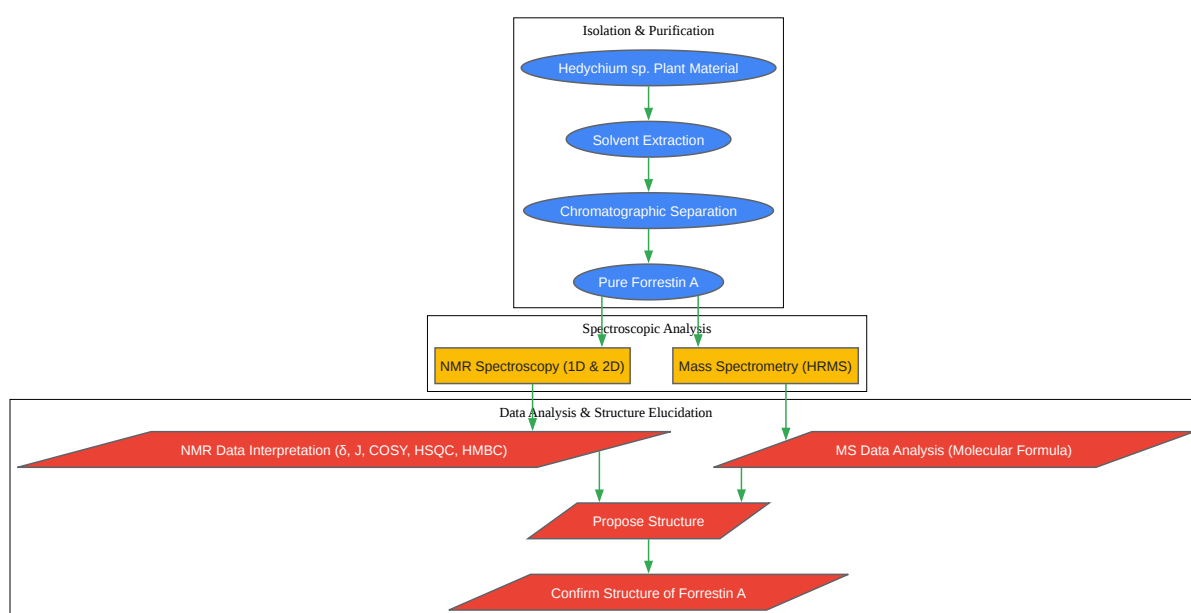 Isolation & Purification
Hedychium sp. Plant Material
Solvent Extraction
Chromatographic Separation
Pure Forrestin A
Spectroscopic Analysis
NMR Spectroscopy (1D & 2D)
Mass Spectrometry (HRMS)
Data Analysis & Structure Elucidation
NMR Data Interpretation (δ, J, COSY, HSQC, HMBC)
MS Data Analysis (Molecular Formula)
Propose Structure
Confirm Structure of Forrestin A